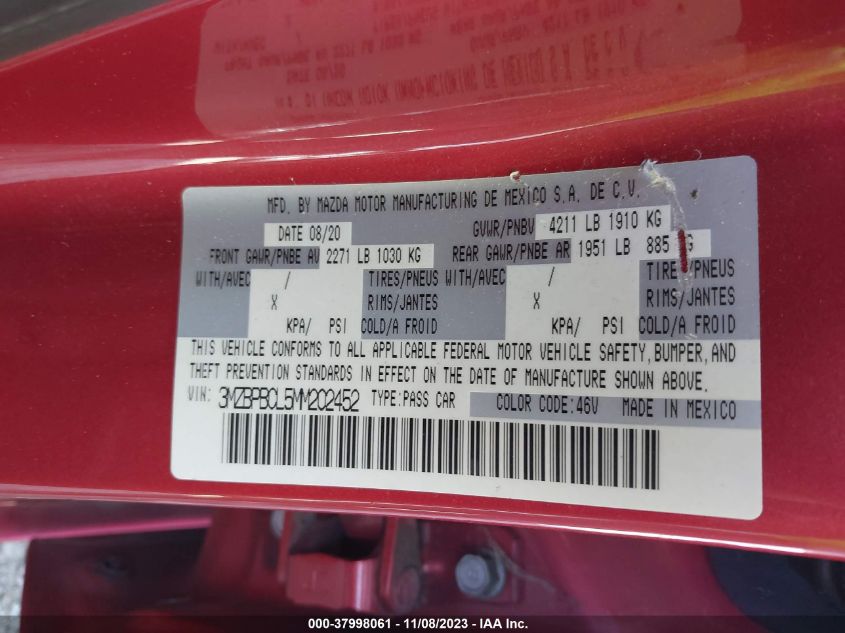 MFD. BY MAZDA MOTOR MANUFACTURING DE MEXICO S.A. DE C.V.
DATE 08/20 GVWR/PNBV 4211 LB 1910 KG
FRONT GAWR/PNBE AV 2271 LB 1030 KG REAR GAWR/PNBE AR 1951 LB 885 KG
WITH/AVEC / TIRES/PNEUS WITH/AVEC / TIRE /PNEUS
X RIMS/JANTES X RIMS/JANTES
KPA/ PSI COLD/A FROID KPA/ PSI COLD/A FROID
THIS VEHICLE CONFORMS TO ALL APPLICABLE FEDERAL MOTOR VEHICLE SAFETY, BUMPER, AND
THEFT PREVENTION STANDARDS IN EFFECT ON THE DATE OF MANUFACTURE SHOWN ABOVE.
VIN: 3MZBPBCL5MM202452 TYPE:PASS CAR COLOR CODE:46V MADE IN MEXICO
000-37998061 - 11/08/2023 - IAA Inc.